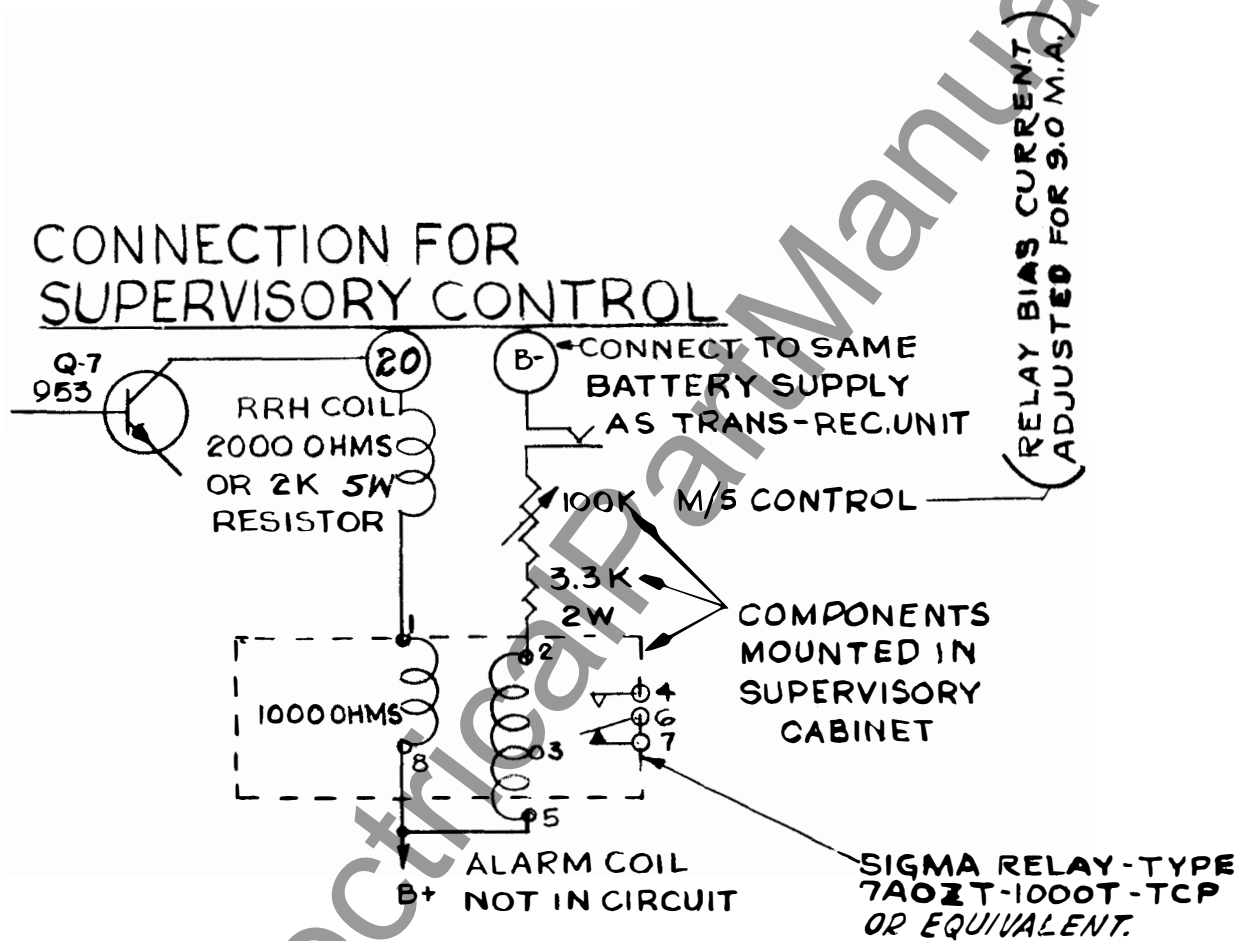 (RELAY BIAS CURRENT
ADJUSTED FOR 9.0 M.A.)
CONNECTION FOR
SUPERVISORY CONTROL
Q-7
953
20
B-
CONNECT TO SAME
BATTERY SUPPLY
AS TRANS-REC.UNIT
RRH COIL
2000 OHMS
OR 2K 5W
RESISTOR
100K M/S CONTROL
3.3K
2W
COMPONENTS
MOUNTED IN
SUPERVISORY
CABINET
1
2
1000 OHMS
4
6
7
3
8
5
B+
ALARM COIL
NOT IN CIRCUIT
SIGMA RELAY-TYPE
7AOZT-1000T-TCP
OR EQUIVALENT.
ectricalPartManua